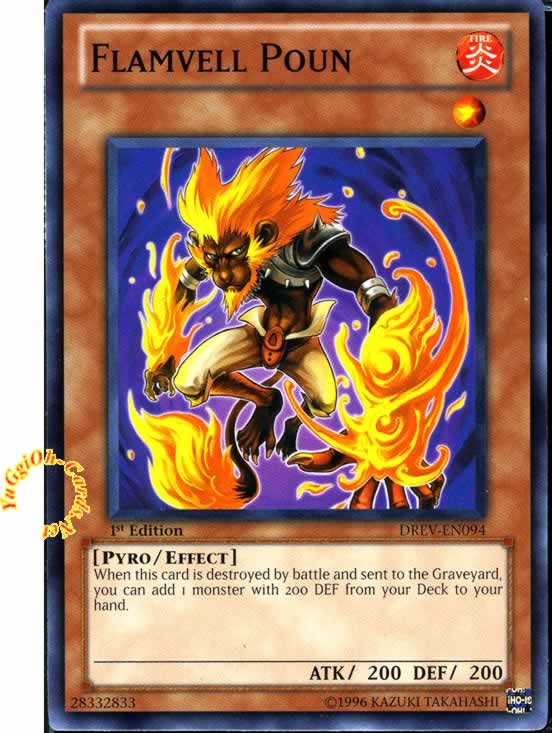 FLAMVELL POUN
FIRE
炎
YuGgiOh-Cards.Net
1st Edition
DREV-EN094
[PYRO/EFFECT]
When this card is destroyed by battle and sent to the Graveyard,
you can add 1 monster with 200 DEF from your Deck to your
hand.
ATK/ 200 DEF/ 200
28332833
©1996 KAZUKI TAKAHASHI